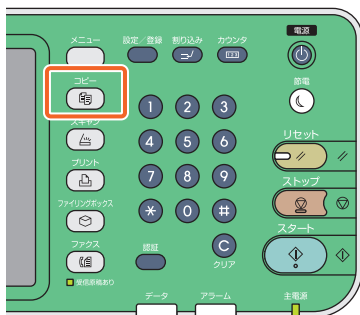 電源
メニュー
設定／登録
割り込み
カウンタ
コピー
節電
1
2
3
スキャン
リセット
4
5
6
プリント
7
8
9
ストップ
ファイリングボックス
*
0
#
スタート
ファクス
認証
C
クリア
受信原稿あり
データ
アラーム
主電源